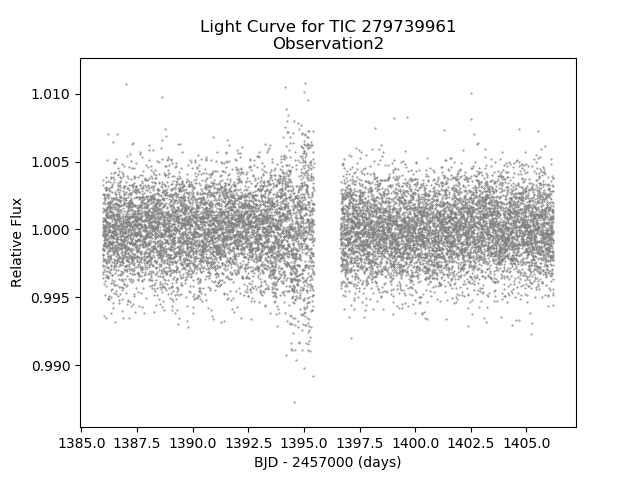 Light Curve for TIC 279739961
Observation2
Relative Flux
1.010
1.005
1.000
0.995
0.990
1385.0 1387.5 1390.0 1392.5 1395.0 1397.5 1400.0 1402.5 1405.0
BJD - 2457000 (days)